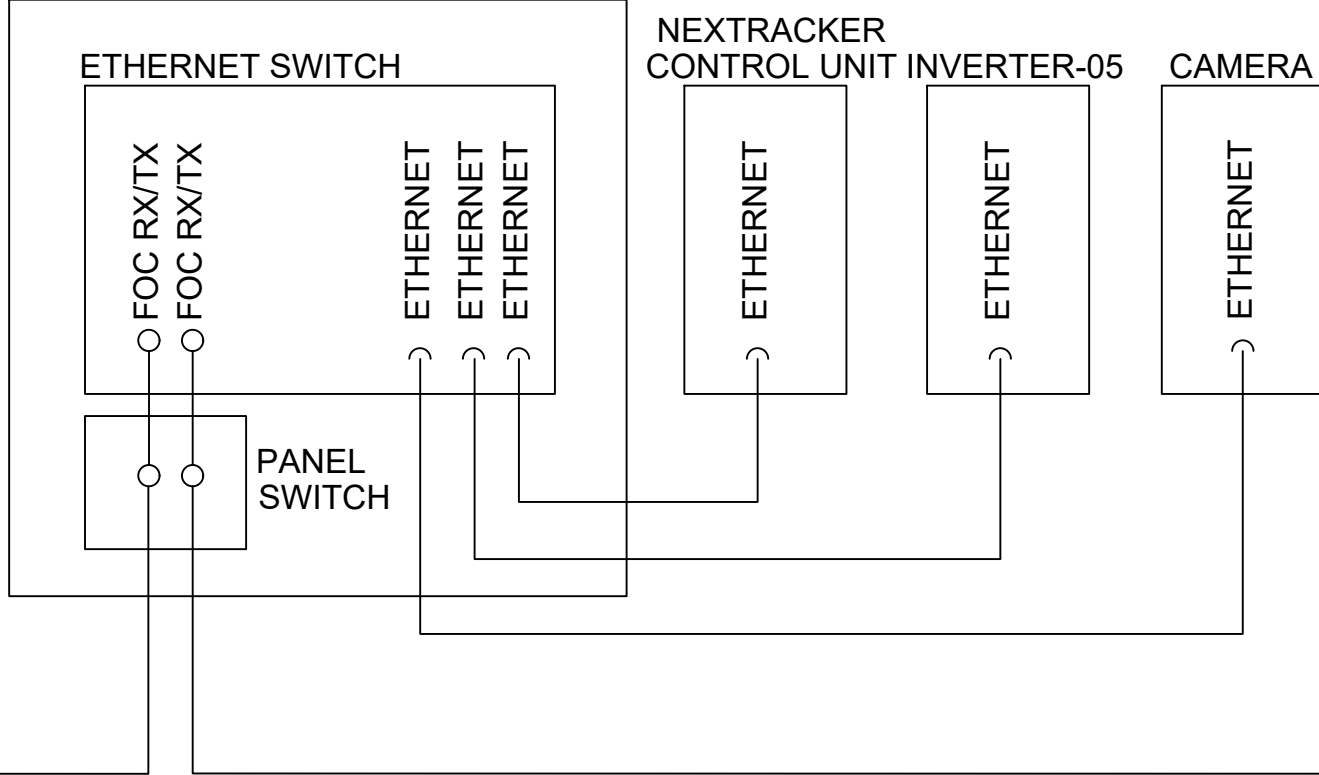 NEXTRACKER
ETHERNET SWITCH
CONTROL UNIT
INVERTER-05
CAMERA
FOC RX/TX
FOC RX/TX
ETHERNET
ETHERNET
ETHERNET
ETHERNET
ETHERNET
ETHERNET
PANEL
SWITCH